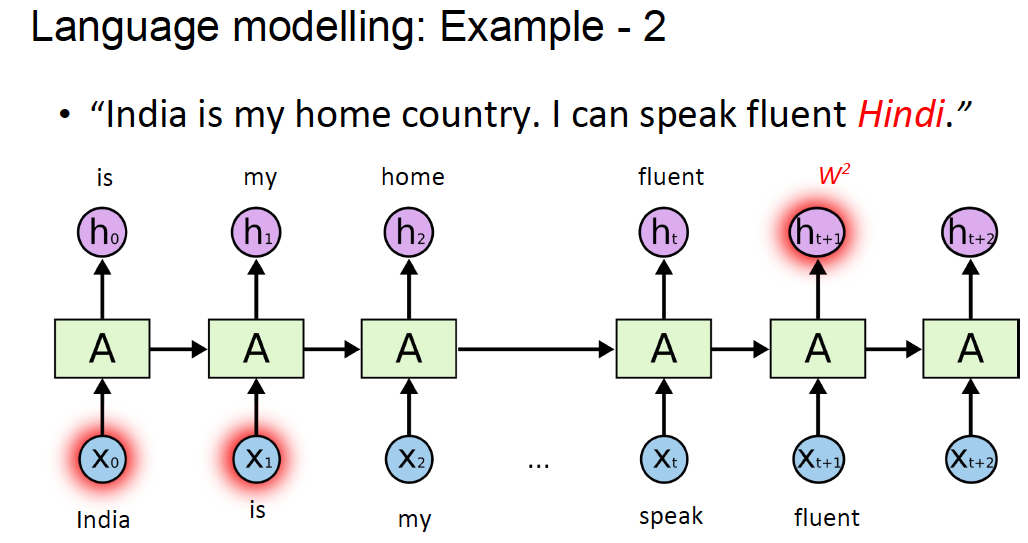 Language modelling: Example - 2
• “India is my home country. I can speak fluent Hindi.”
is my home fluent W²
h₀ h₁ h₂ hₜ hₜ₊₁ hₜ₊₂
A A A A A A
x₀ x₁ x₂ ... xₜ xₜ₊₁ xₜ₊₂
India is my speak fluent